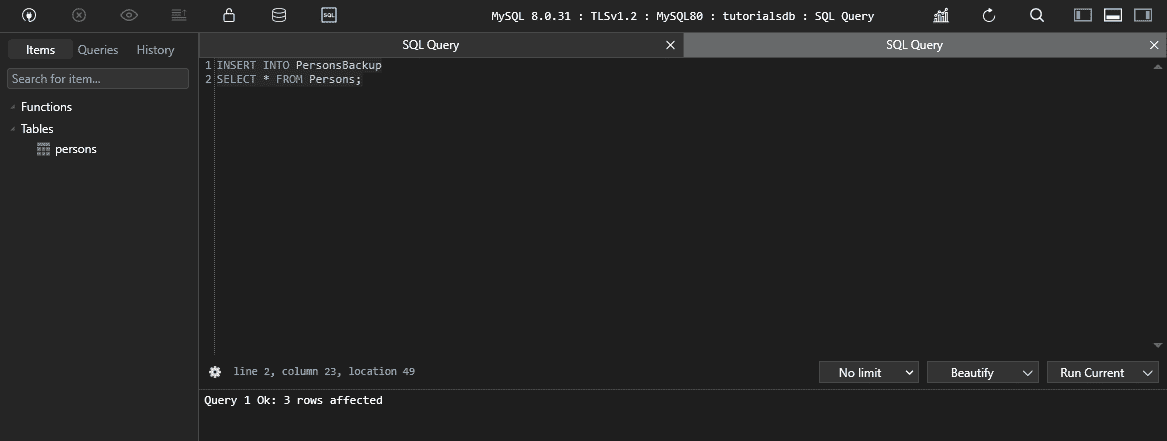 SQL
MySQL 8.0.31 : TLSv1.2 : MySQL80 : tutorialsdb : SQL Query
Items Queries History
SQL Query
SQL Query
Search for item...
Functions
Tables
persons
1 INSERT INTO PersonsBackup
2 SELECT * FROM Persons;
line 2, column 23, location 49
No limit
Beautify
Run Current
Query 1 Ok: 3 rows affected